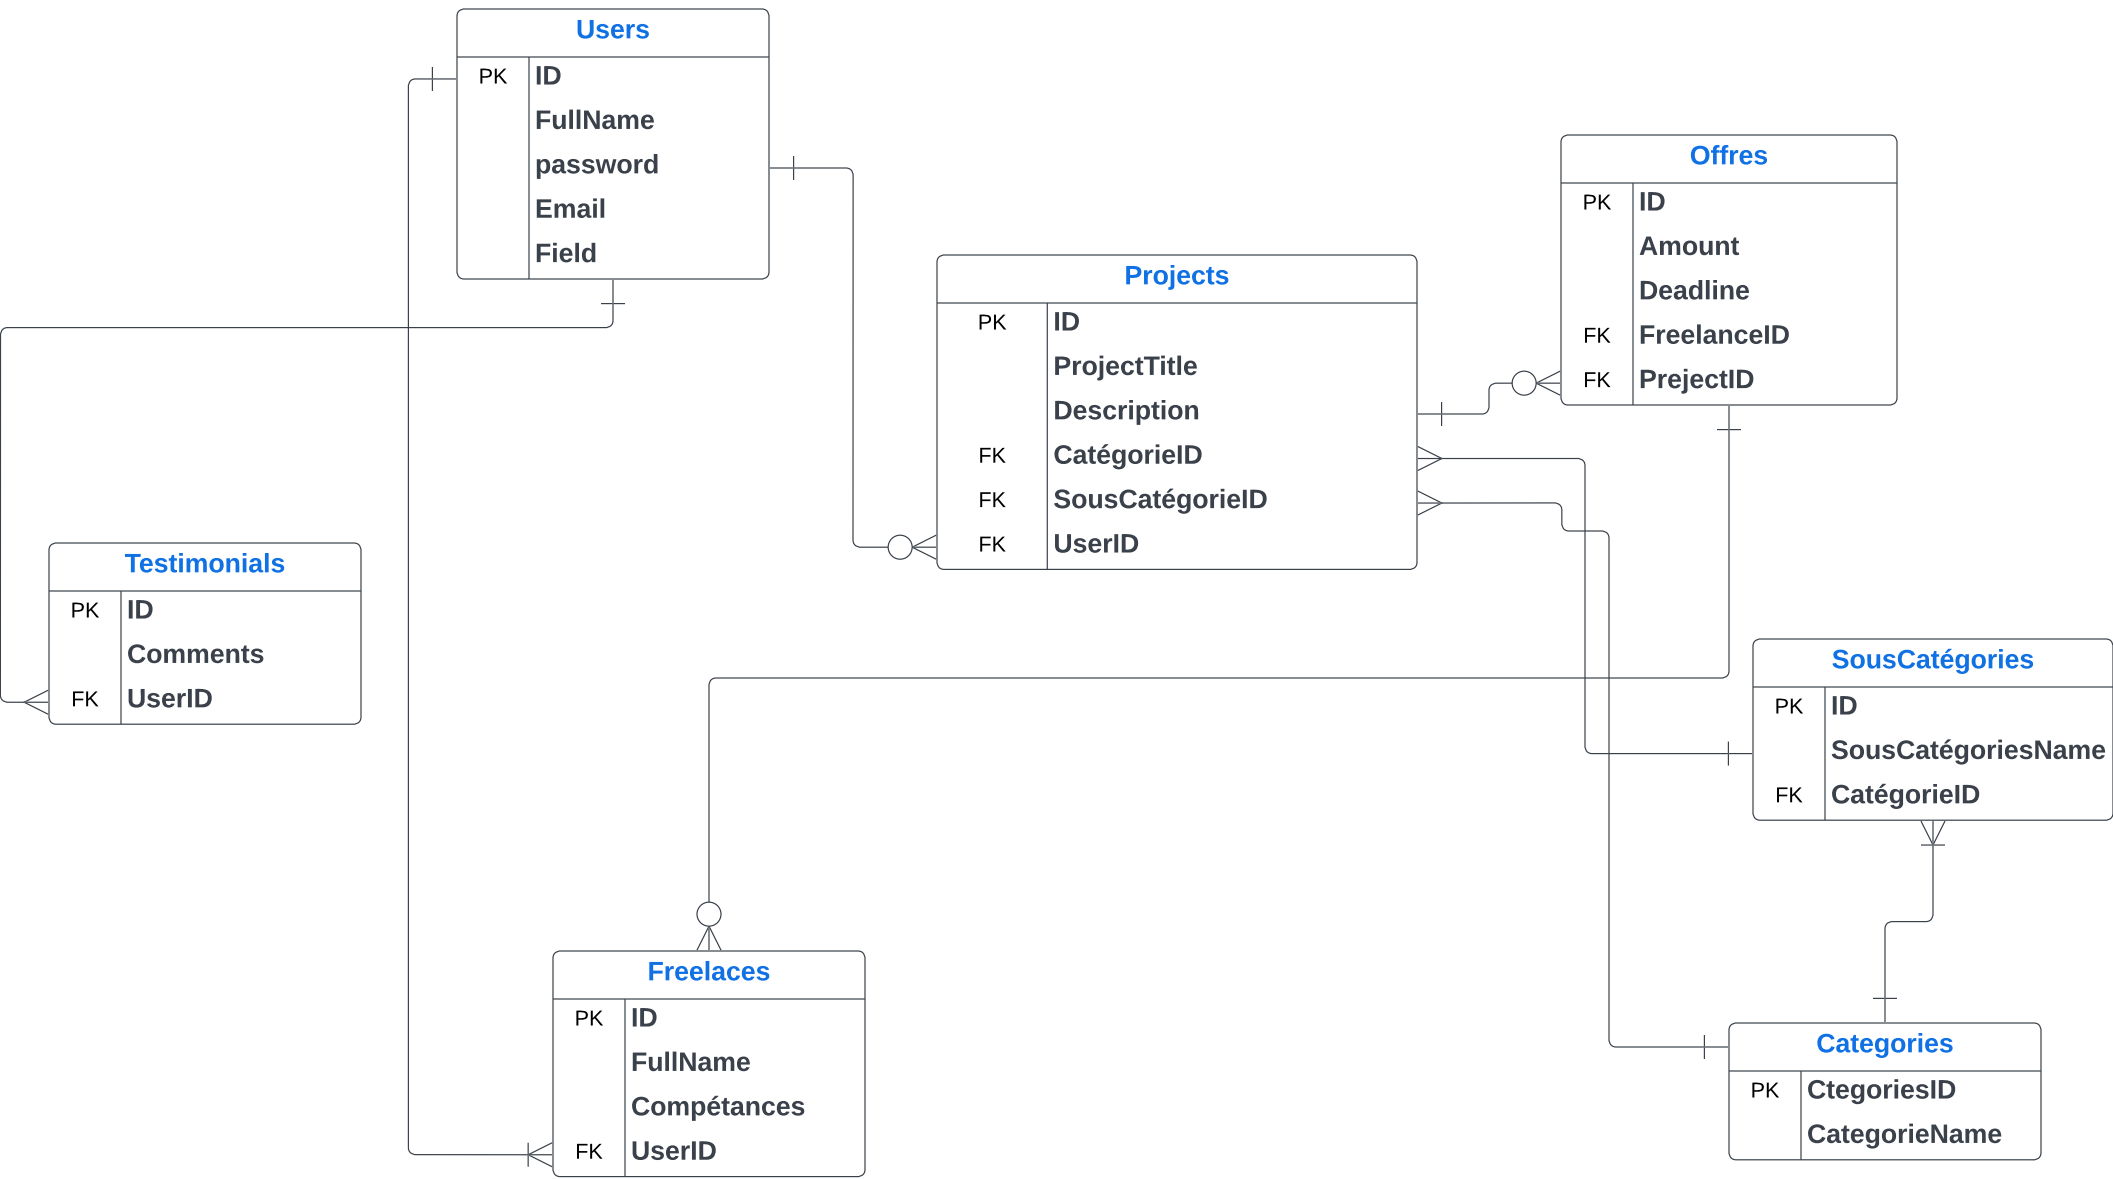 Users
PK ID
FullName
password
Email
Field
Offres
PK ID
Amount
Deadline
FK FreelanceID
FK PrejectID
Projects
PK ID
ProjectTitle
Description
FK CatégorieID
FK SousCatégorieID
FK UserID
Testimonials
PK ID
Comments
FK UserID
SousCatégories
PK ID
SousCatégoriesName
FK CatégorieID
Freelaces
PK ID
FullName
Compétances
FK UserID
Categories
PK CtegoriesID
CategorieName